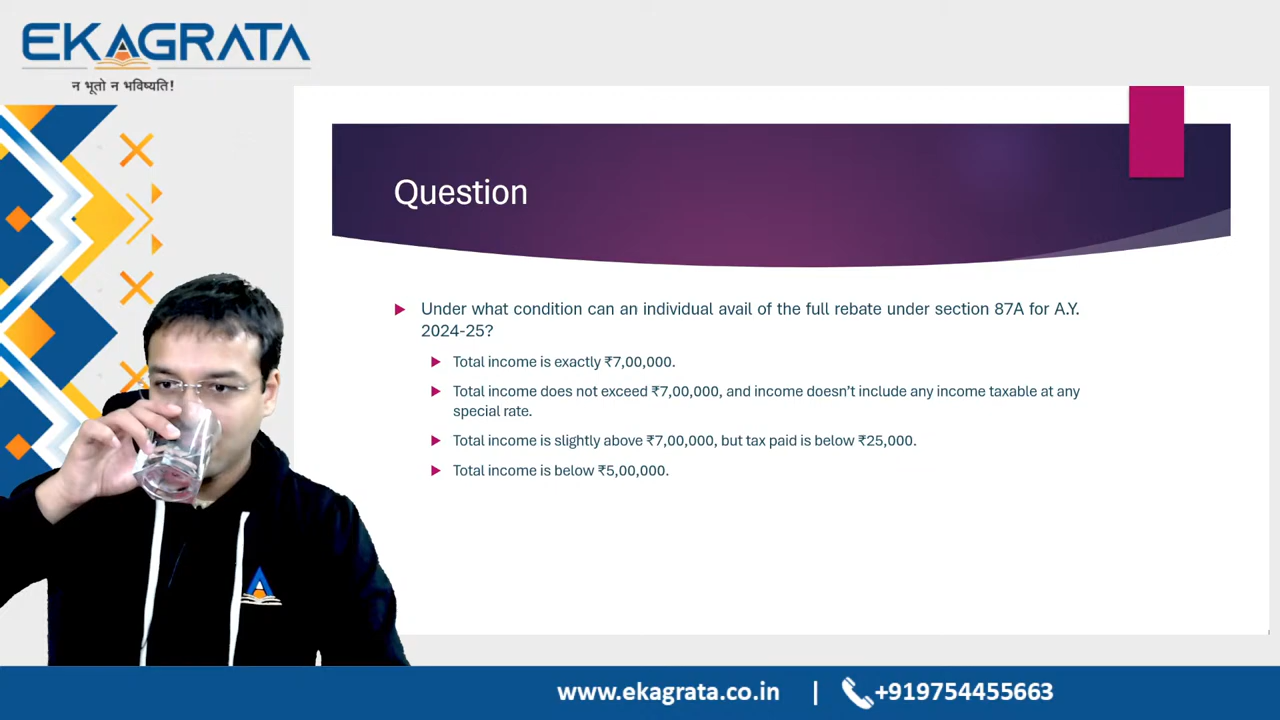 EKAGRATA
न भूतो न भविष्यति!
Question
Under what condition can an individual avail of the full rebate under section 87A for A.Y.
2024-25?
Total income is exactly ₹7,00,000.
Total income does not exceed ₹7,00,000, and income doesn't include any income taxable at any
special rate.
Total income is slightly above ₹7,00,000, but tax paid is below ₹25,000.
Total income is below ₹5,00,000.
www.ekagrata.co.in | +919754455663